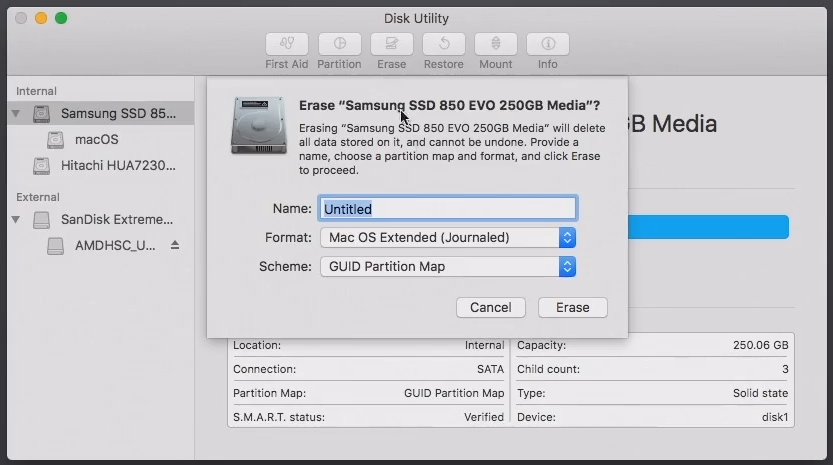 Disk Utility
First Aid Partition Erase Restore Mount Info
Internal
Samsung SSD 85...
macOS
Hitachi HUA7230...
External
SanDisk Extreme...
AMDHSC_U...
Erase “Samsung SSD 850 EVO 250GB Media”?
Erasing “Samsung SSD 850 EVO 250GB Media” will delete
all data stored on it, and cannot be undone. Provide a
name, choose a partition map and format, and click Erase
to proceed.
Name: Untitled
Format: Mac OS Extended (Journaled)
Scheme: GUID Partition Map
Cancel Erase
GB Media
Location: Internal Capacity: 250.06 GB
Connection: SATA Child count: 3
Partition Map: GUID Partition Map Type: Solid state
S.M.A.R.T. status: Verified Device: disk1